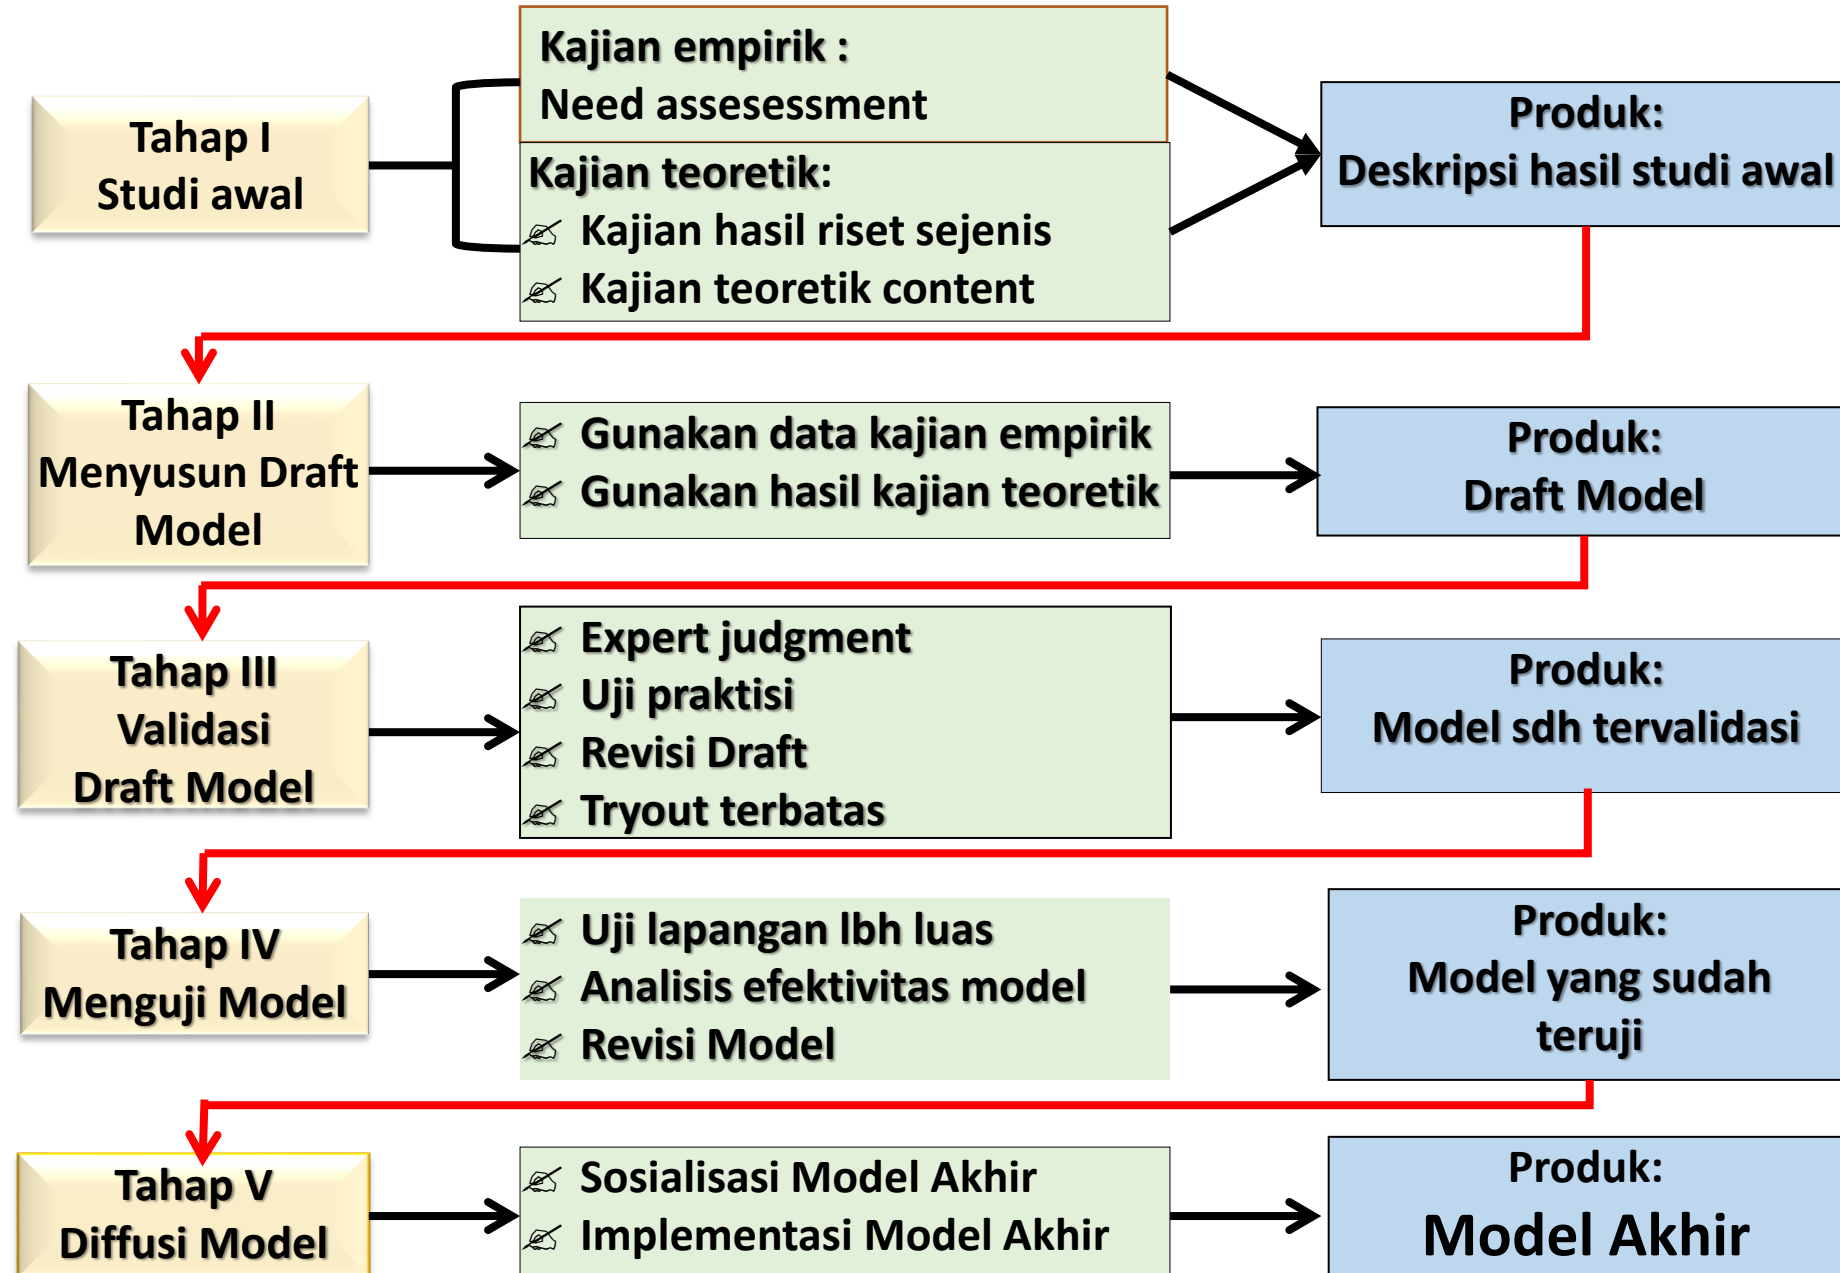 Tahap I
Studi awal
Kajian empirik :
Need assesessment
Kajian teoretik:
Kajian hasil riset sejenis
Kajian teoretik content
Produk:
Deskripsi hasil studi awal
Tahap II
Menyusun Draft
Model
Gunakan data kajian empirik
Gunakan hasil kajian teoretik
Produk:
Draft Model
Tahap III
Validasi
Draft Model
Expert judgment
Uji praktisi
Revisi Draft
Tryout terbatas
Produk:
Model sdh tervalidasi
Tahap IV
Menguji Model
Uji lapangan lbh luas
Analisis efektivitas model
Revisi Model
Produk:
Model yang sudah
teruji
Tahap V
Diffusi Model
Sosialisasi Model Akhir
Implementasi Model Akhir
Produk:
Model Akhir